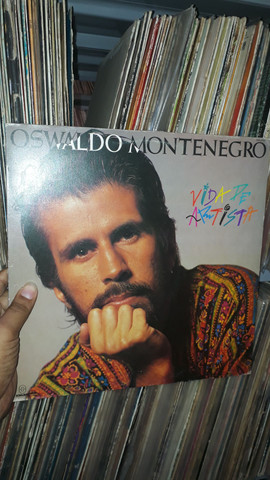 OSWALDO MONTENEGRO
VIDA DE
ARTISTA